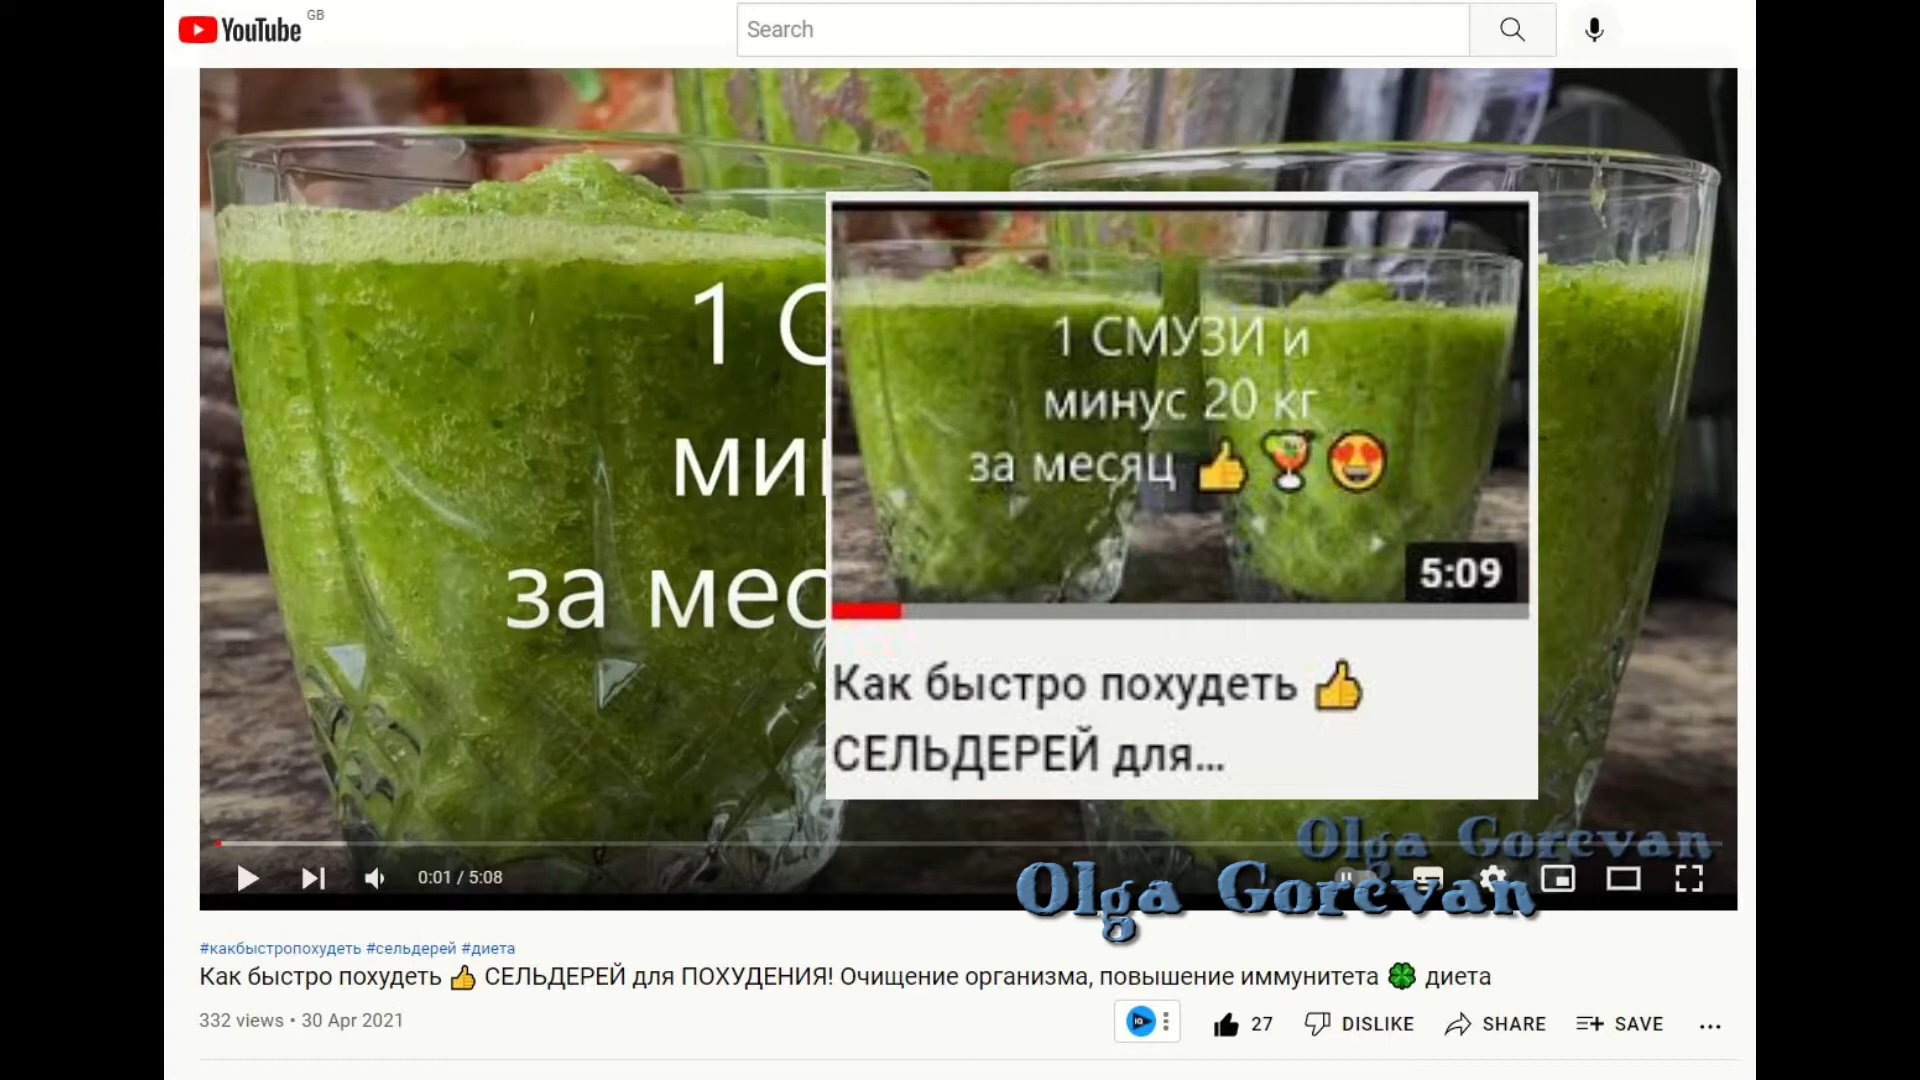 YouTube GB
Search
1 С
ми
за мес
1 СМУЗИ и
минус 20 кг
за месяц 👍🍹😍
5:09
Как быстро похудеть 👍
СЕЛЬДЕРЕЙ для...
Olga Gorevan
Olga Gorevan
0:01 / 5:08
#какбыстропохудеть #сельдерей #диета
Как быстро похудеть 👍 СЕЛЬДЕРЕЙ для ПОХУДЕНИЯ! Очищение организма, повышение иммунитета 🍀 диета
332 views • 30 Apr 2021
27 DISLIKE SHARE SAVE ...